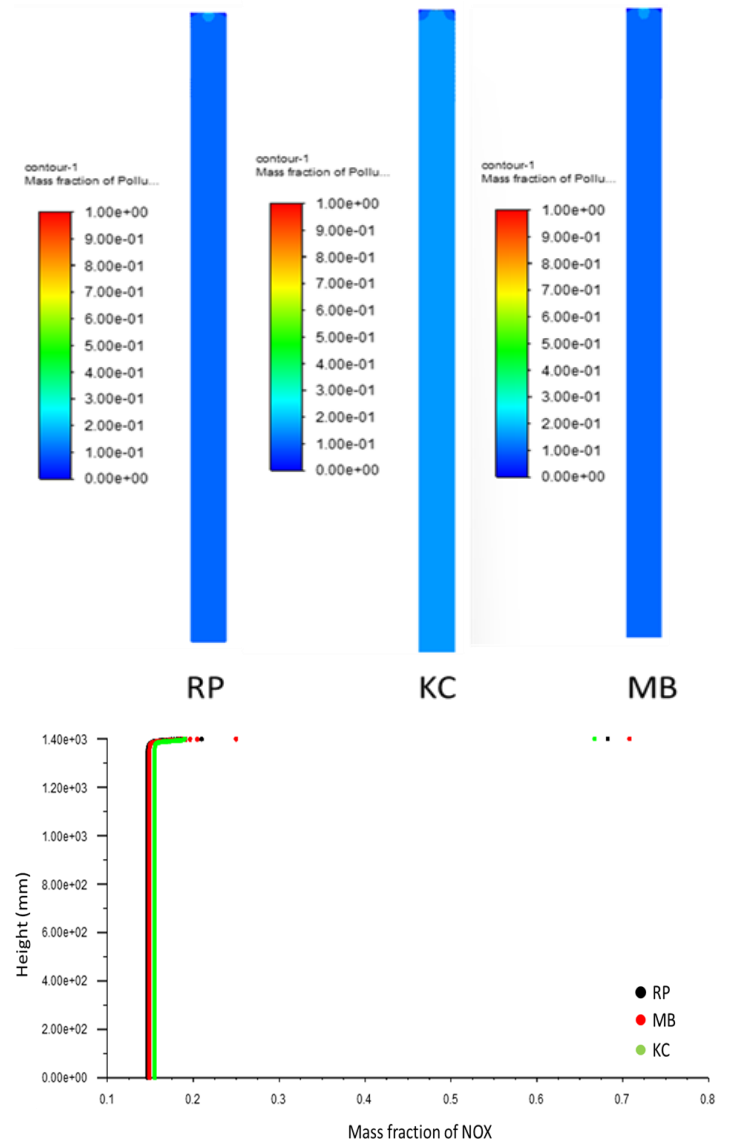 contour-1
Mass fraction of Pollu...
1.00e+00
9.00e-01
8.00e-01
7.00e-01
6.00e-01
5.00e-01
4.00e-01
3.00e-01
2.00e-01
1.00e-01
0.00e+00
contour-1
Mass fraction of Pollu...
1.00e+00
9.00e-01
8.00e-01
7.00e-01
6.00e-01
5.00e-01
4.00e-01
3.00e-01
2.00e-01
1.00e-01
0.00e+00
contour-1
Mass fraction of Pollu...
1.00e+00
9.00e-01
8.00e-01
7.00e-01
6.00e-01
5.00e-01
4.00e-01
3.00e-01
2.00e-01
1.00e-01
0.00e+00
RP
KC
MB
1.40e+03
1.20e+03
1.00e+03
8.00e+02
6.00e+02
4.00e+02
2.00e+02
0.00e+00
Height (mm)
RP
MB
KC
0.1 0.2 0.3 0.4 0.5 0.6 0.7 0.8
Mass fraction of NOX